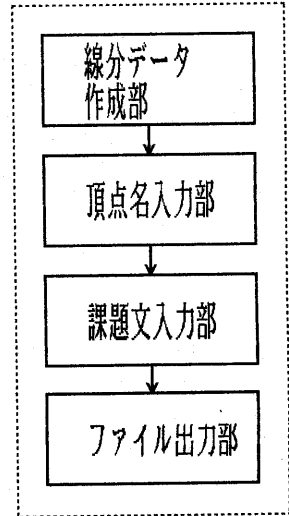 線分データ
作成部
頂点名入力部
課題文入力部
ファイル出力部